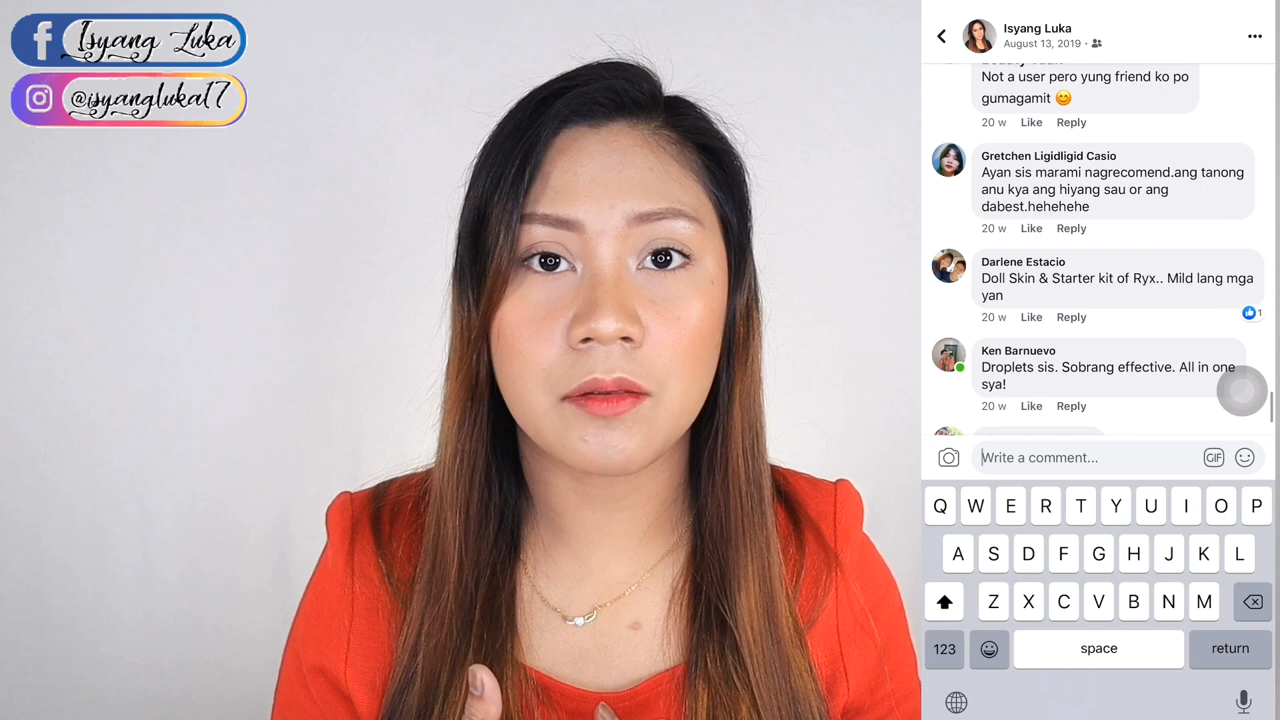 Isyang Luka
@isyangluka17
Isyang Luka
August 13, 2019
Not a user pero yung friend ko po
gumagamit 😊
20 w Like Reply
Gretchen Ligidligid Casio
Ayan sis marami nagrecomend.ang tanong
anu kya ang hiyang sau or ang
dabest.hehehehe
20 w Like Reply
Darlene Estacio
Doll Skin & Starter kit of Ryx.. Mild lang mga
yan
20 w Like Reply
1
Ken Barnuevo
Droplets sis. Sobrang effective. All in one
sya!
20 w Like Reply
Write a comment...
GIF
Q W E R T Y U I O P
A S D F G H J K L
Z X C V B N M
123 space return